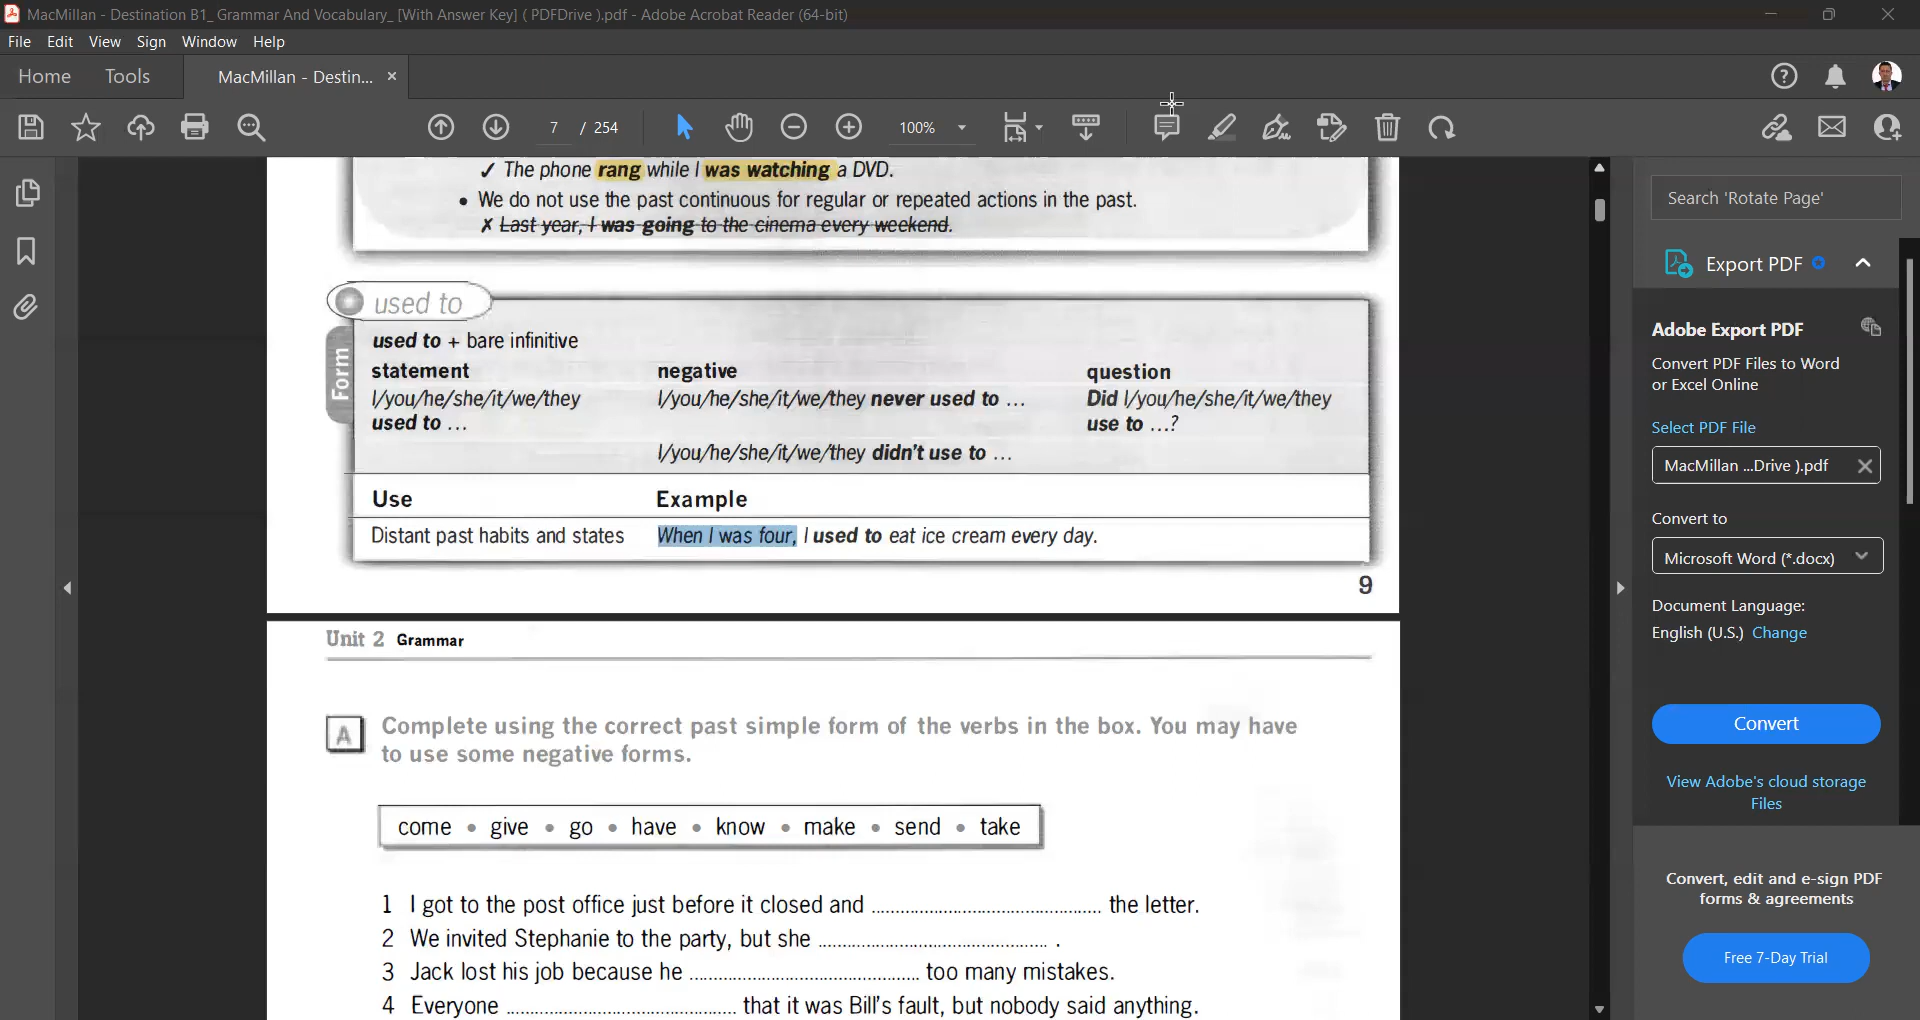 MacMillan - Destination B1_ Grammar And Vocabulary_ [With Answer Key] ( PDFDrive ).pdf - Adobe Acrobat Reader (64-bit)
File Edit View Sign Window Help
Home Tools MacMillan - Destin... ×
7 / 254 100%
✓ The phone rang while I was watching a DVD.
• We do not use the past continuous for regular or repeated actions in the past.
✗ Last year, I was going to the cinema every weekend.
used to
Form
used to + bare infinitive
statement negative question
I/you/he/she/it/we/they I/you/he/she/it/we/they never used to ... Did I/you/he/she/it/we/they
used to ... use to ...?
I/you/he/she/it/we/they didn't use to ...
Use Example
Distant past habits and states When I was four, I used to eat ice cream every day.
9
Unit 2 Grammar
A Complete using the correct past simple form of the verbs in the box. You may have
to use some negative forms.
come • give • go • have • know • make • send • take
1 I got to the post office just before it closed and ................ the letter.
2 We invited Stephanie to the party, but she ................ .
3 Jack lost his job because he ................ too many mistakes.
4 Everyone ................ that it was Bill's fault, but nobody said anything.
Search 'Rotate Page'
Export PDF
Adobe Export PDF
Convert PDF Files to Word
or Excel Online
Select PDF File
MacMillan ...Drive ).pdf
Convert to
Microsoft Word (*.docx)
Document Language:
English (U.S.) Change
Convert
View Adobe's cloud storage
Files
Convert, edit and e-sign PDF
forms & agreements
Free 7-Day Trial